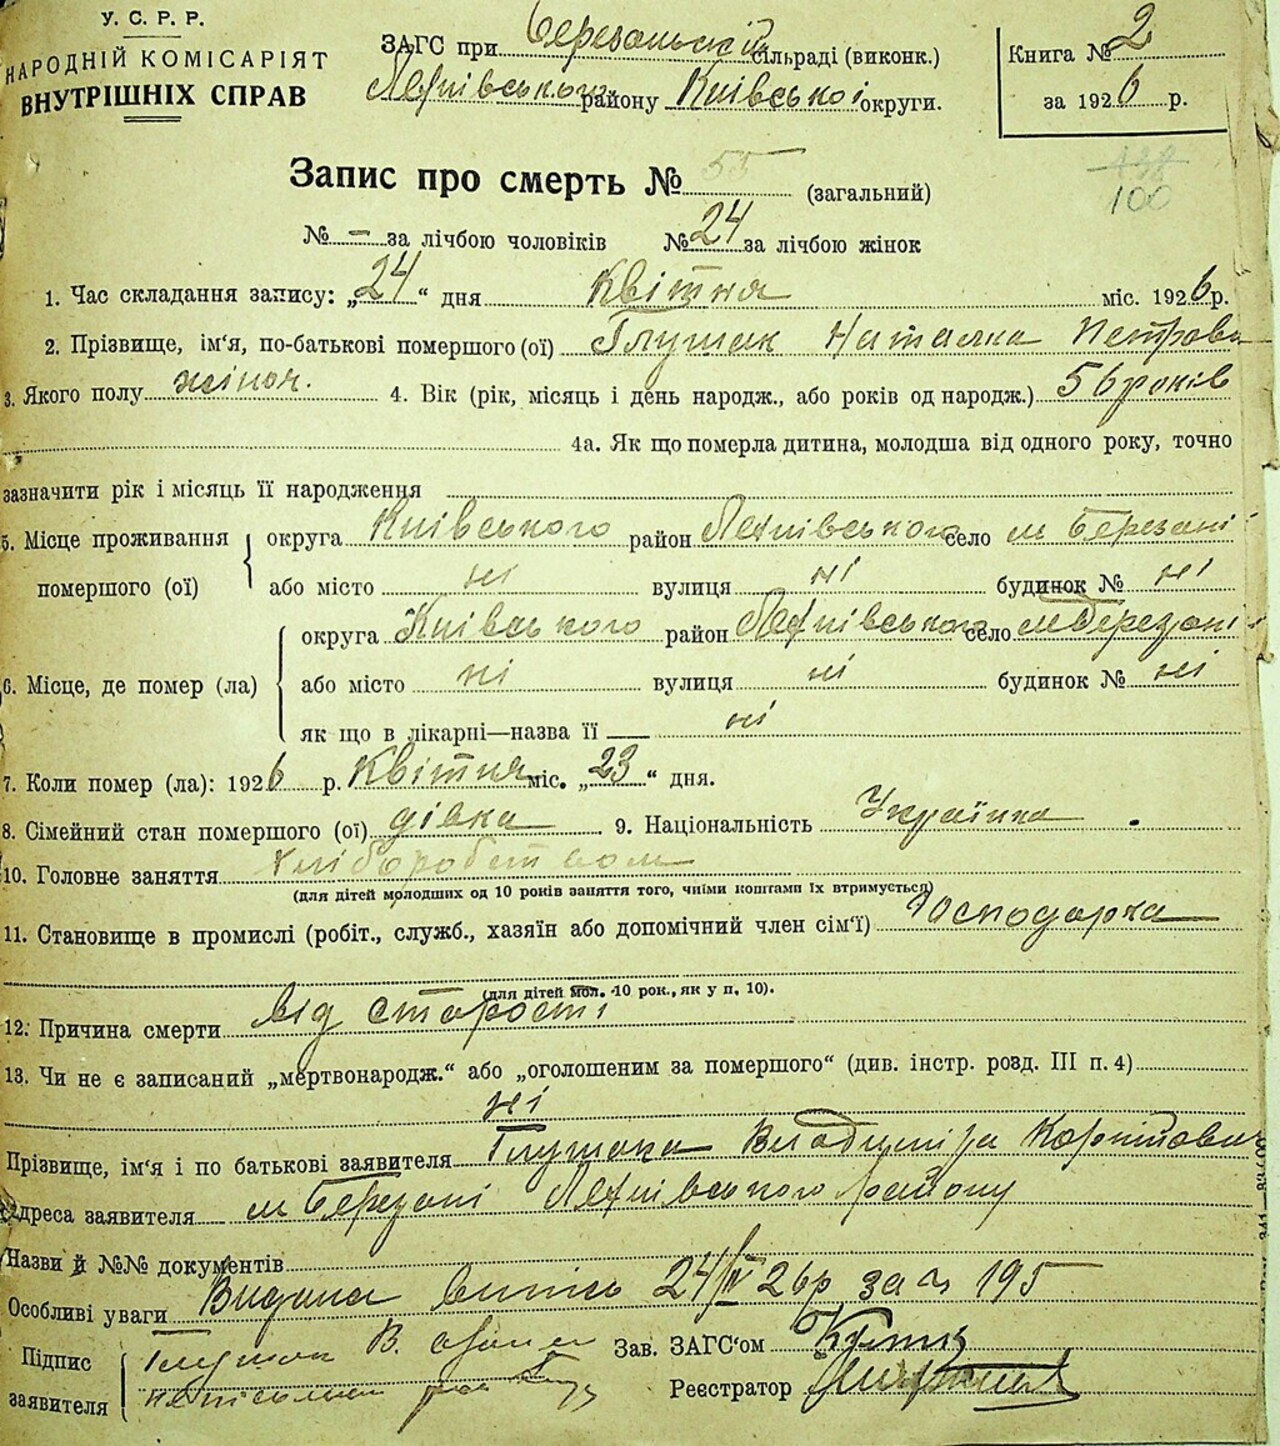 У. С. Р. Р.
НАРОДНІЙ КОМІСАРІЯТ
ВНУТРІШНІХ СПРАВ
ЗАГС при Березанській сільраді (виконк.)
району Київської округи.
Книга № 2
за 1926 р.
Запис про смерть № 55 (загальний)
100
№ – за лічбою чоловіків № 24 за лічбою жінок
1. Час складання запису: „24“ дня Квітня міс. 1926 р.
2. Прізвище, ім'я, по-батькові помершого (ої) Глушак Наталка Петрова
3. Якого полу жіноч. 4. Вік (рік, місяць і день народж., або років од народж.) 56 років
4а. Як що померла дитина, молодша від одного року, точно
зазначити рік і місяць її народження
5. Місце проживання помершого (ої) округа Київського район село м Березані
або місто ні вулиця ні будинок № ні
6. Місце, де помер (ла) округа Київського район село м Березані
або місто ні вулиця ні будинок № ні
як що в лікарні—назва її ні
7. Коли помер (ла): 1926 р. Квітня міс. „23“ дня.
8. Сімейний стан помершого (ої) дівка 9. Національність Українка
10. Головне заняття хліборобством
(для дітей молодших од 10 років заняття того, чиїми коштами їх втримується)
11. Становище в промислі (робіт., служб., хазяїн або допомічний член сім'ї) Господарка
(для дітей мол. 10 рок., як у п. 10).
12. Причина смерти від старості
13. Чи не є записаний „мертвонародж.“ або „оголошеним за помершого“ (див. інстр. розд. III п. 4)
ні
Прізвище, ім'я і по батькові заявителя Глушака Владиміра
Адреса заявителя м Березані району
Назви й №№ документів
Особливі уваги Видана витпсь 24/IV 26р за ч 195
Підпис заявителя Глушак В.
Зав. ЗАГС'ом
Реєстратор